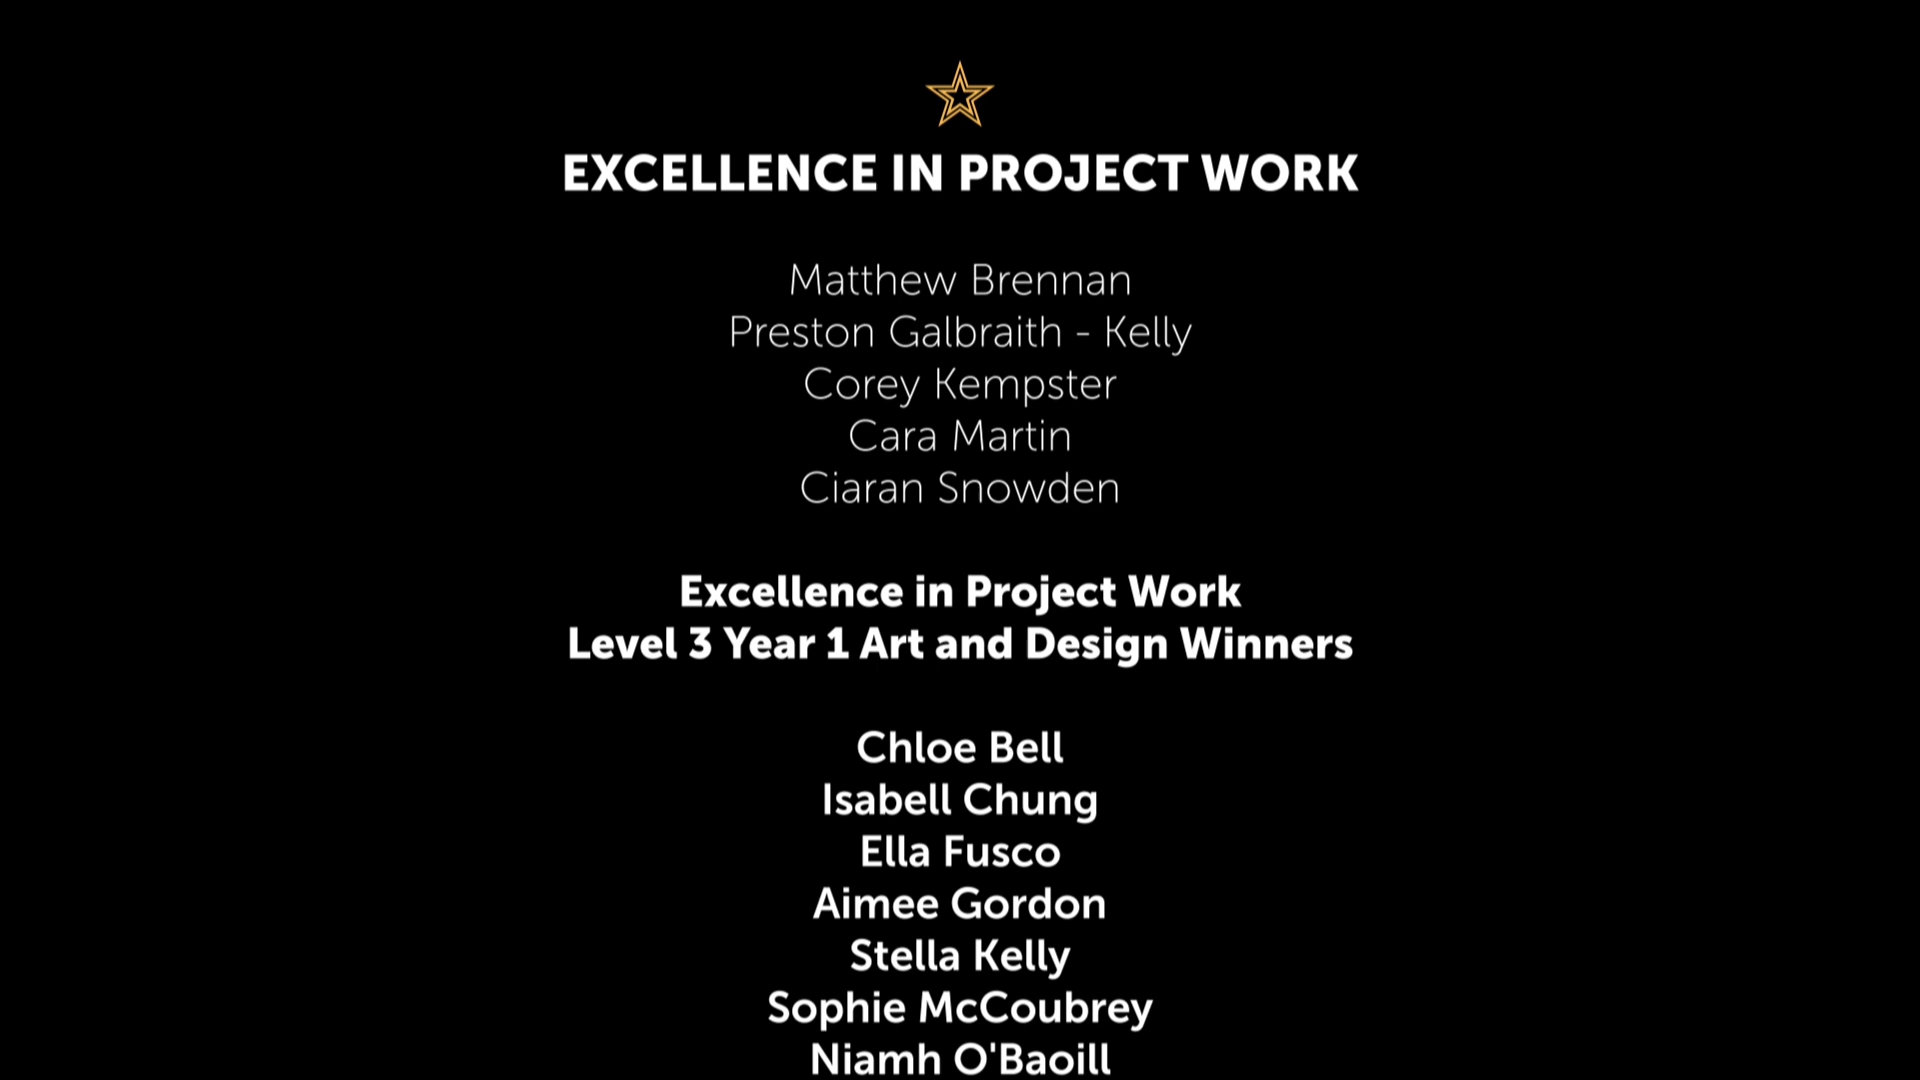 EXCELLENCE IN PROJECT WORK
Matthew Brennan
Preston Galbraith - Kelly
Corey Kempster
Cara Martin
Ciaran Snowden
Excellence in Project Work
Level 3 Year 1 Art and Design Winners
Chloe Bell
Isabell Chung
Ella Fusco
Aimee Gordon
Stella Kelly
Sophie McCoubrey
Niamh O'Baoill